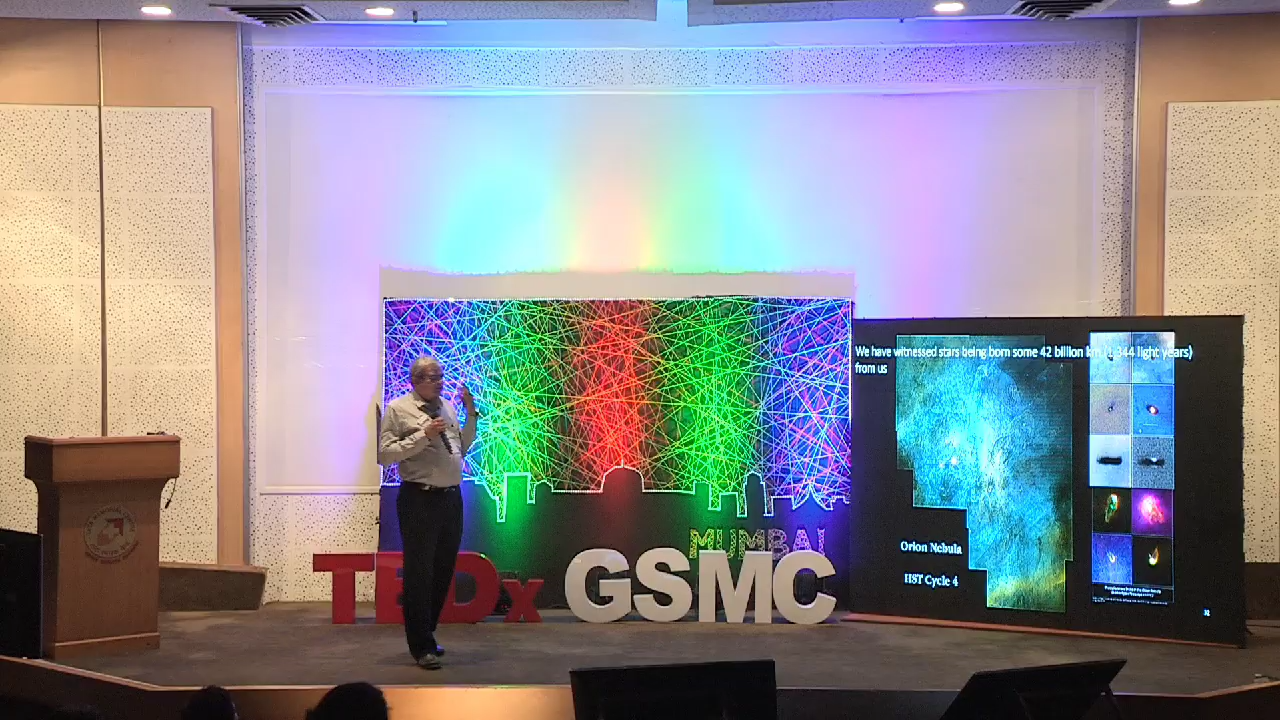 We have witnessed stars being born some 42 billion km (1,344 light years)
from us
Orion Nebula
HST Cycle 4
MUMBAI
TEDx GSMC